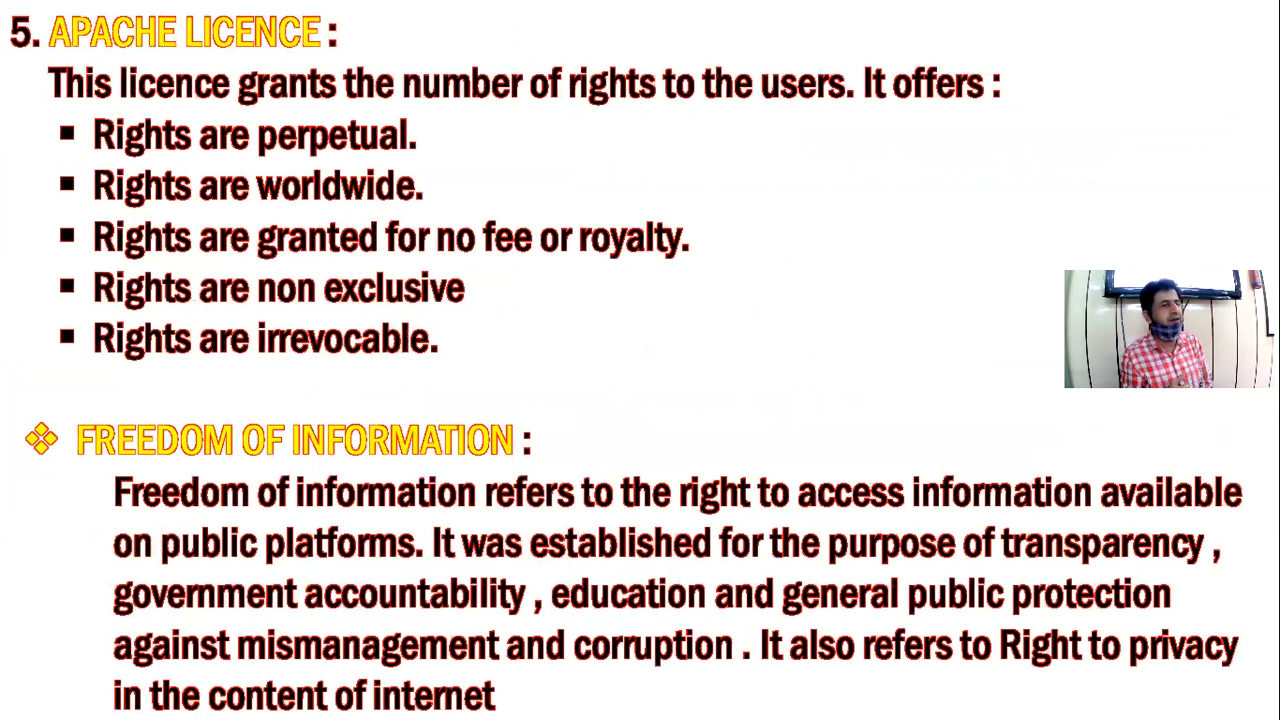 5. APACHE LICENCE :
This licence grants the number of rights to the users. It offers :
▪ Rights are perpetual.
▪ Rights are worldwide.
▪ Rights are granted for no fee or royalty.
▪ Rights are non exclusive
▪ Rights are irrevocable.
❖ FREEDOM OF INFORMATION :
Freedom of information refers to the right to access information available
on public platforms. It was established for the purpose of transparency ,
government accountability , education and general public protection
against mismanagement and corruption . It also refers to Right to privacy
in the content of internet